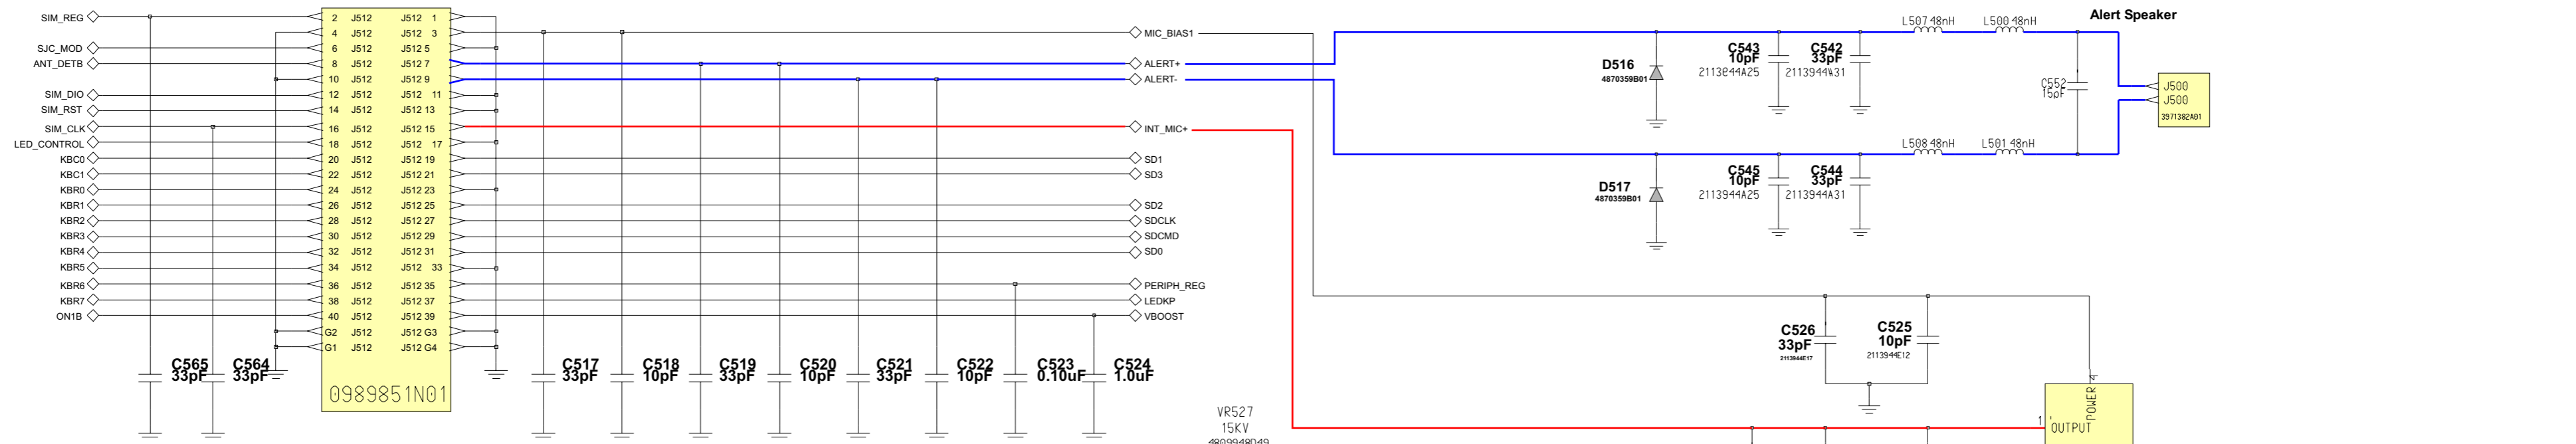 SIM_REG
SJC_MOD
ANT_DETB
SIM_DIO
SIM_RST
SIM_CLK
LED_CONTROL
KBC0
KBC1
KBR0
KBR1
KBR2
KBR3
KBR4
KBR5
KBR6
KBR7
ON1B
2 J512 J512 1
4 J512 J512 3
6 J512 J512 5
8 J512 J512 7
10 J512 J512 9
12 J512 J512 11
14 J512 J512 13
16 J512 J512 15
18 J512 J512 17
20 J512 J512 19
22 J512 J512 21
24 J512 J512 23
26 J512 J512 25
28 J512 J512 27
30 J512 J512 29
32 J512 J512 31
34 J512 J512 33
36 J512 J512 35
38 J512 J512 37
40 J512 J512 39
G2 J512 J512 G3
G1 J512 J512 G4
0989851N01
C565
33pF
C564
33pF
C517
33pF
C518
10pF
C519
33pF
C520
10pF
C521
33pF
C522
10pF
C523
0.10uF
C524
1.0uF
MIC_BIAS1
ALERT+
ALERT-
INT_MIC+
SD1
SD3
SD2
SDCLK
SDCMD
SD0
PERIPH_REG
LEDKP
VBOOST
VR527
15KV
4809948D49
Alert Speaker
L507 48nH
L500 48nH
D516
4870359B01
C543
10pF
2113944A25
C542
33pF
2113944A31
C552
15pF
J500
J500
3971382A01
L508 48nH
L501 48nH
D517
4870359B01
C545
10pF
2113944A25
C544
33pF
2113944A31
C526
33pF
2113944E17
C525
10pF
2113944E12
4
POWER
1
OUTPUT